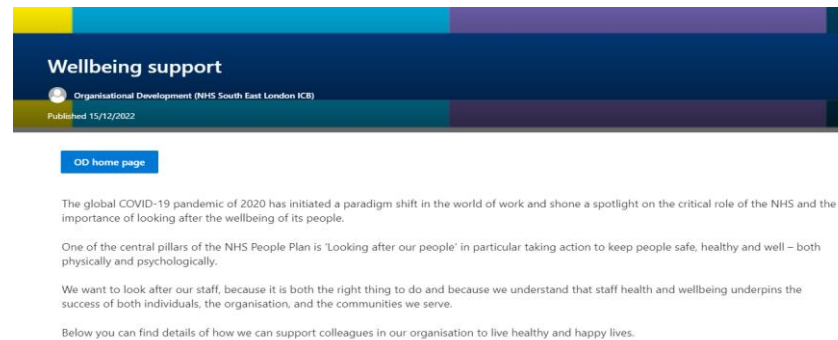 Wellbeing support
Organisational Development (NHS South East London ICB)
Published 15/12/2022
OD home page
The global COVID-19 pandemic of 2020 has initiated a paradigm shift in the world of work and shone a spotlight on the critical role of the NHS and the
importance of looking after the wellbeing of its people.
One of the central pillars of the NHS People Plan is 'Looking after our people' in particular taking action to keep people safe, healthy and well – both
physically and psychologically.
We want to look after our staff, because it is both the right thing to do and because we understand that staff health and wellbeing underpins the
success of both individuals, the organisation, and the communities we serve.
Below you can find details of how we can support colleagues in our organisation to live healthy and happy lives.